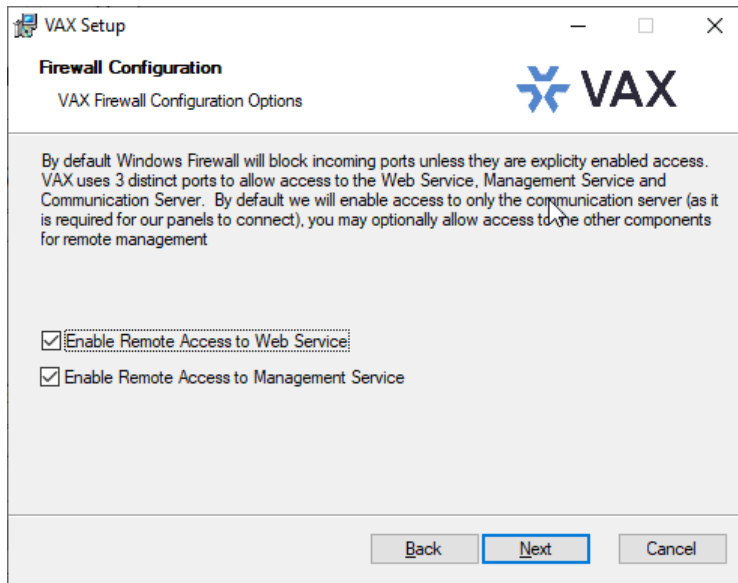 VAX Setup
Firewall Configuration
VAX Firewall Configuration Options
VAX
By default Windows Firewall will block incoming ports unless they are explicity enabled access.
VAX uses 3 distinct ports to allow access to the Web Service, Management Service and
Communication Server. By default we will enable access to only the communication server (as it
is required for our panels to connect), you may optionally allow access to the other components
for remote management
Enable Remote Access to Web Service
Enable Remote Access to Management Service
Back
Next
Cancel